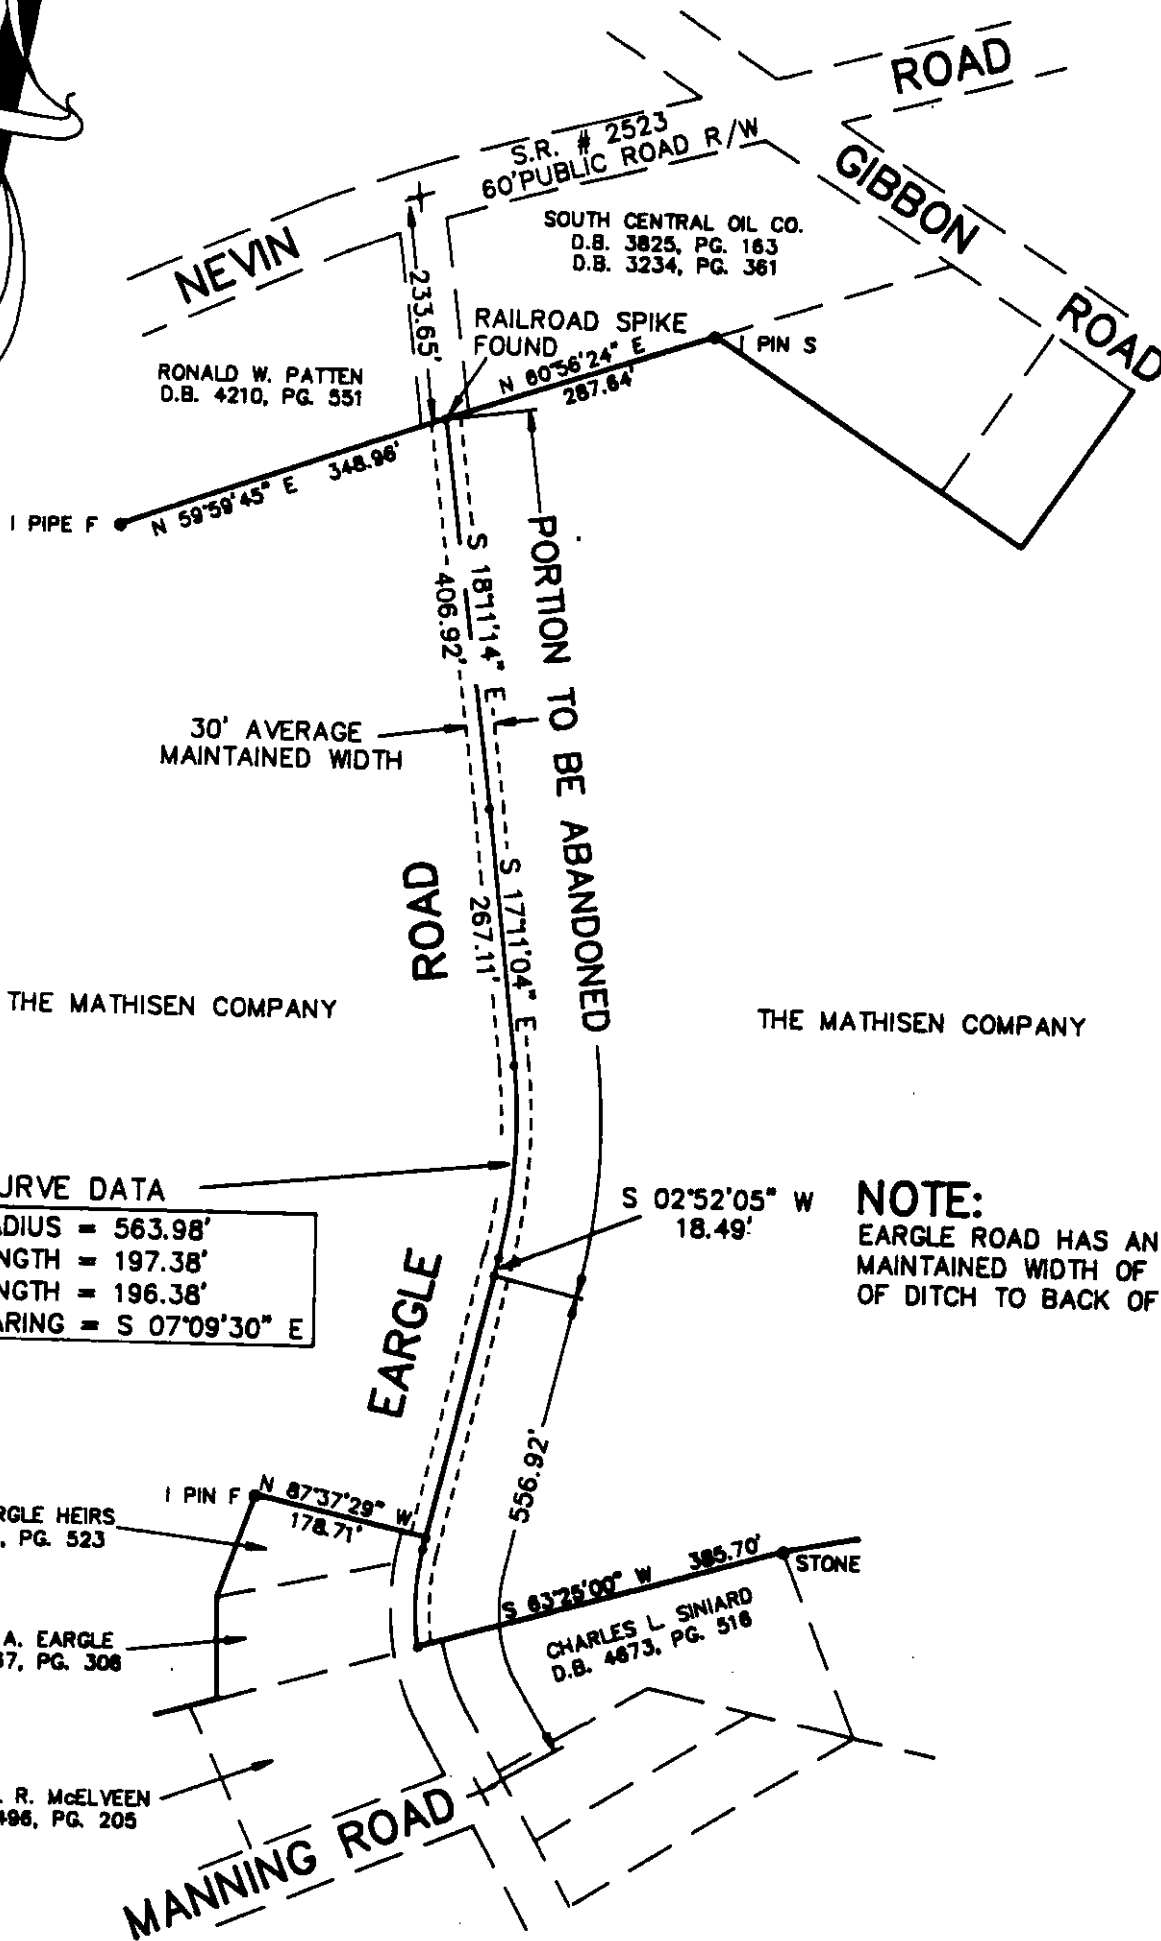 ROAD
S.R. # 2523
60'PUBLIC ROAD R/W
GIBBON
ROAD
NEVIN
SOUTH CENTRAL OIL CO.
D.B. 3825, PG. 163
D.B. 3234, PG. 361
233.65'
RAILROAD SPIKE
FOUND
N 60°56'24" E
287.64'
I PIN S
RONALD W. PATTEN
D.B. 4210, PG. 551
I PIPE F
N 59°59'45" E 348.96'
S 18°11'14" E
406.92'
PORTION TO BE ABANDONED
30' AVERAGE
MAINTAINED WIDTH
ROAD
S 17°11'04" E
267.11'
THE MATHISEN COMPANY
THE MATHISEN COMPANY
URVE DATA
ADIUS = 563.98'
NGTH = 197.38'
NGTH = 196.38'
ARING = S 07°09'30" E
S 02°52'05" W
18.49'
NOTE:
EARGLE ROAD HAS AN
MAINTAINED WIDTH OF
OF DITCH TO BACK OF
EARGLE
556.92'
I PIN F
N 87°37'29" W
178.71'
RGLE HEIRS
, PG. 523
S 63°25'00" W 385.70'
STONE
CHARLES L. SINIARD
D.B. 4673, PG. 516
A. EARGLE
37, PG. 306
. R. McELVEEN
496, PG. 205
MANNING ROAD